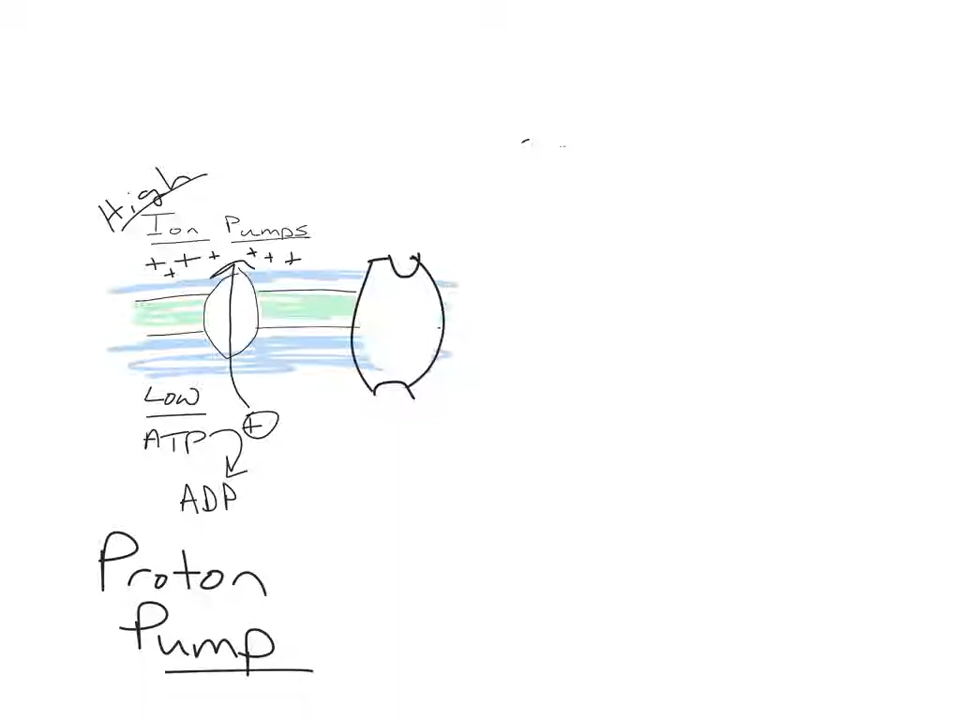 High
Ion Pumps
+ + + + + + +
Low
+
ATP
ADP
Proton
Pump